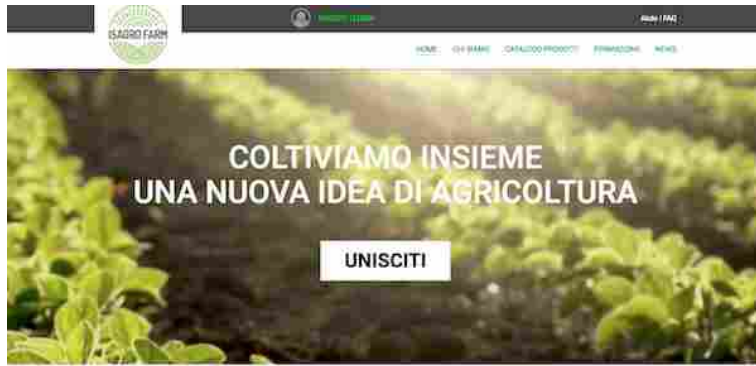 ISAGRO FARM
Aiuto | FAQ
HOME CHI SIAMO CATALOGO PRODOTTI FORMAZIONE NEWS
COLTIVIAMO INSIEME
UNA NUOVA IDEA DI AGRICOLTURA
UNISCITI